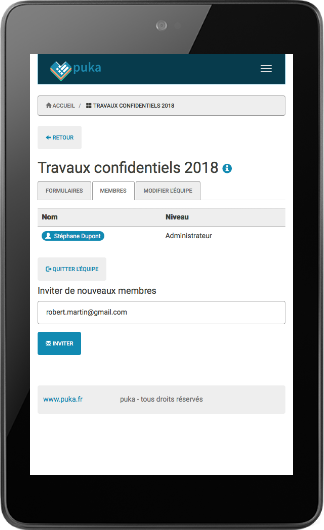 puka
ACCUEIL / TRAVAUX CONFIDENTIELS 2018
RETOUR
Travaux confidentiels 2018
FORMULAIRES MEMBRES MODIFIER L'ÉQUIPE
Nom Niveau
Stéphane Dupont Administrateur
QUITTER L'ÉQUIPE
Inviter de nouveaux membres
robert.martin@gmail.com
INVITER
www.puka.fr puka - tous droits réservés